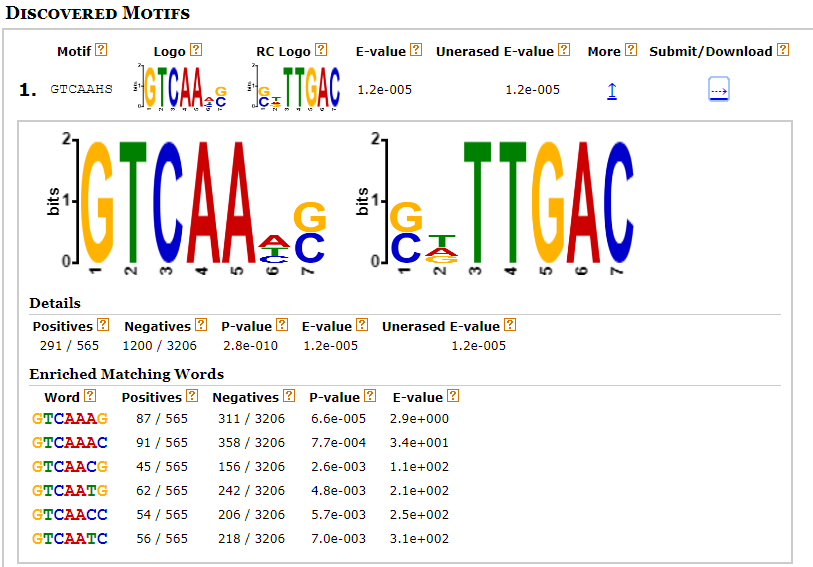 DISCOVERED MOTIFS
Motif ? Logo ? RC Logo ? E-value ? Unerased E-value ? More ? Submit/Download ?
1. GTCAAHS 1.2e-005 1.2e-005 ↥ ⇢
2 bits 1 0 GTCAA A T C G C 1 2 3 4 5 6 7
2 bits 1 0 G C T A G TTGAC 1 2 3 4 5 6 7
Details
Positives ? Negatives ? P-value ? E-value ? Unerased E-value ?
291 / 565 1200 / 3206 2.8e-010 1.2e-005 1.2e-005
Enriched Matching Words
Word ? Positives ? Negatives ? P-value ? E-value ?
GTCAAAG 87 / 565 311 / 3206 6.6e-005 2.9e+000
GTCAAAC 91 / 565 358 / 3206 7.7e-004 3.4e+001
GTCAACG 45 / 565 156 / 3206 2.6e-003 1.1e+002
GTCAATG 62 / 565 242 / 3206 4.8e-003 2.1e+002
GTCAACC 54 / 565 206 / 3206 5.7e-003 2.5e+002
GTCAATC 56 / 565 218 / 3206 7.0e-003 3.1e+002